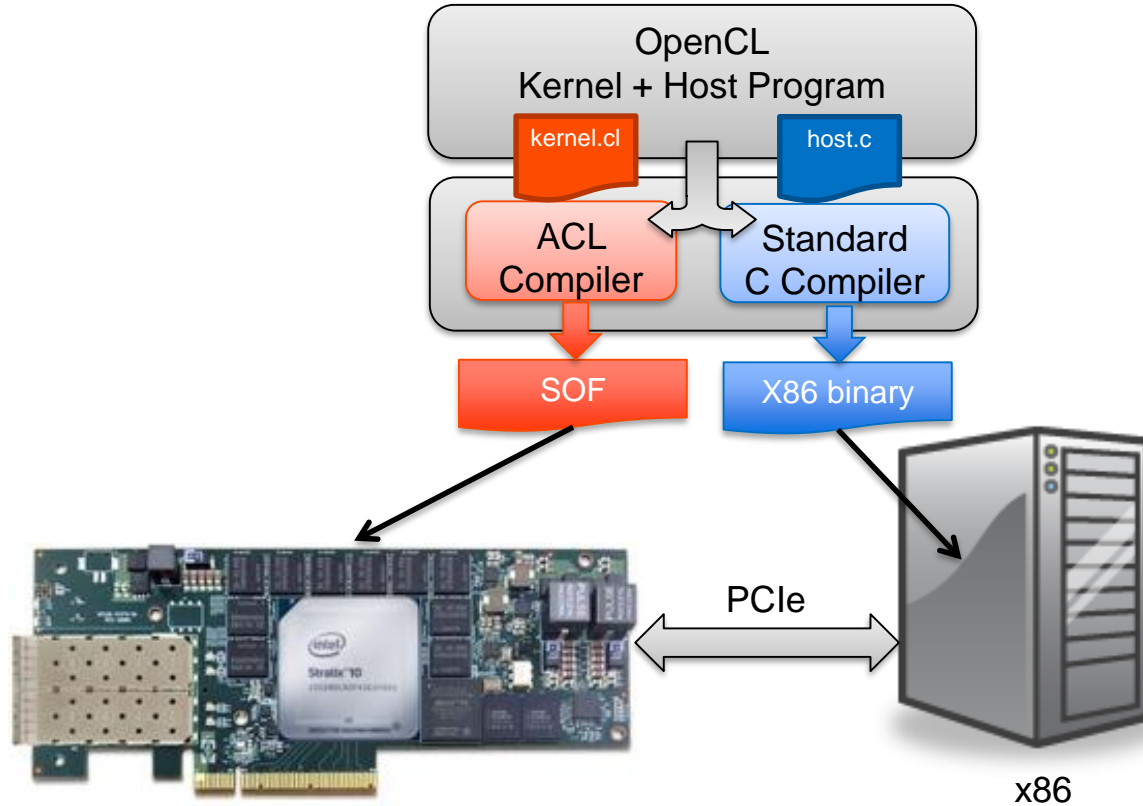 OpenCL
Kernel + Host Program
kernel.cl
host.c
ACL
Compiler
Standard
C Compiler
SOF
X86 binary
PCIe
intel
Stratix 10
x86